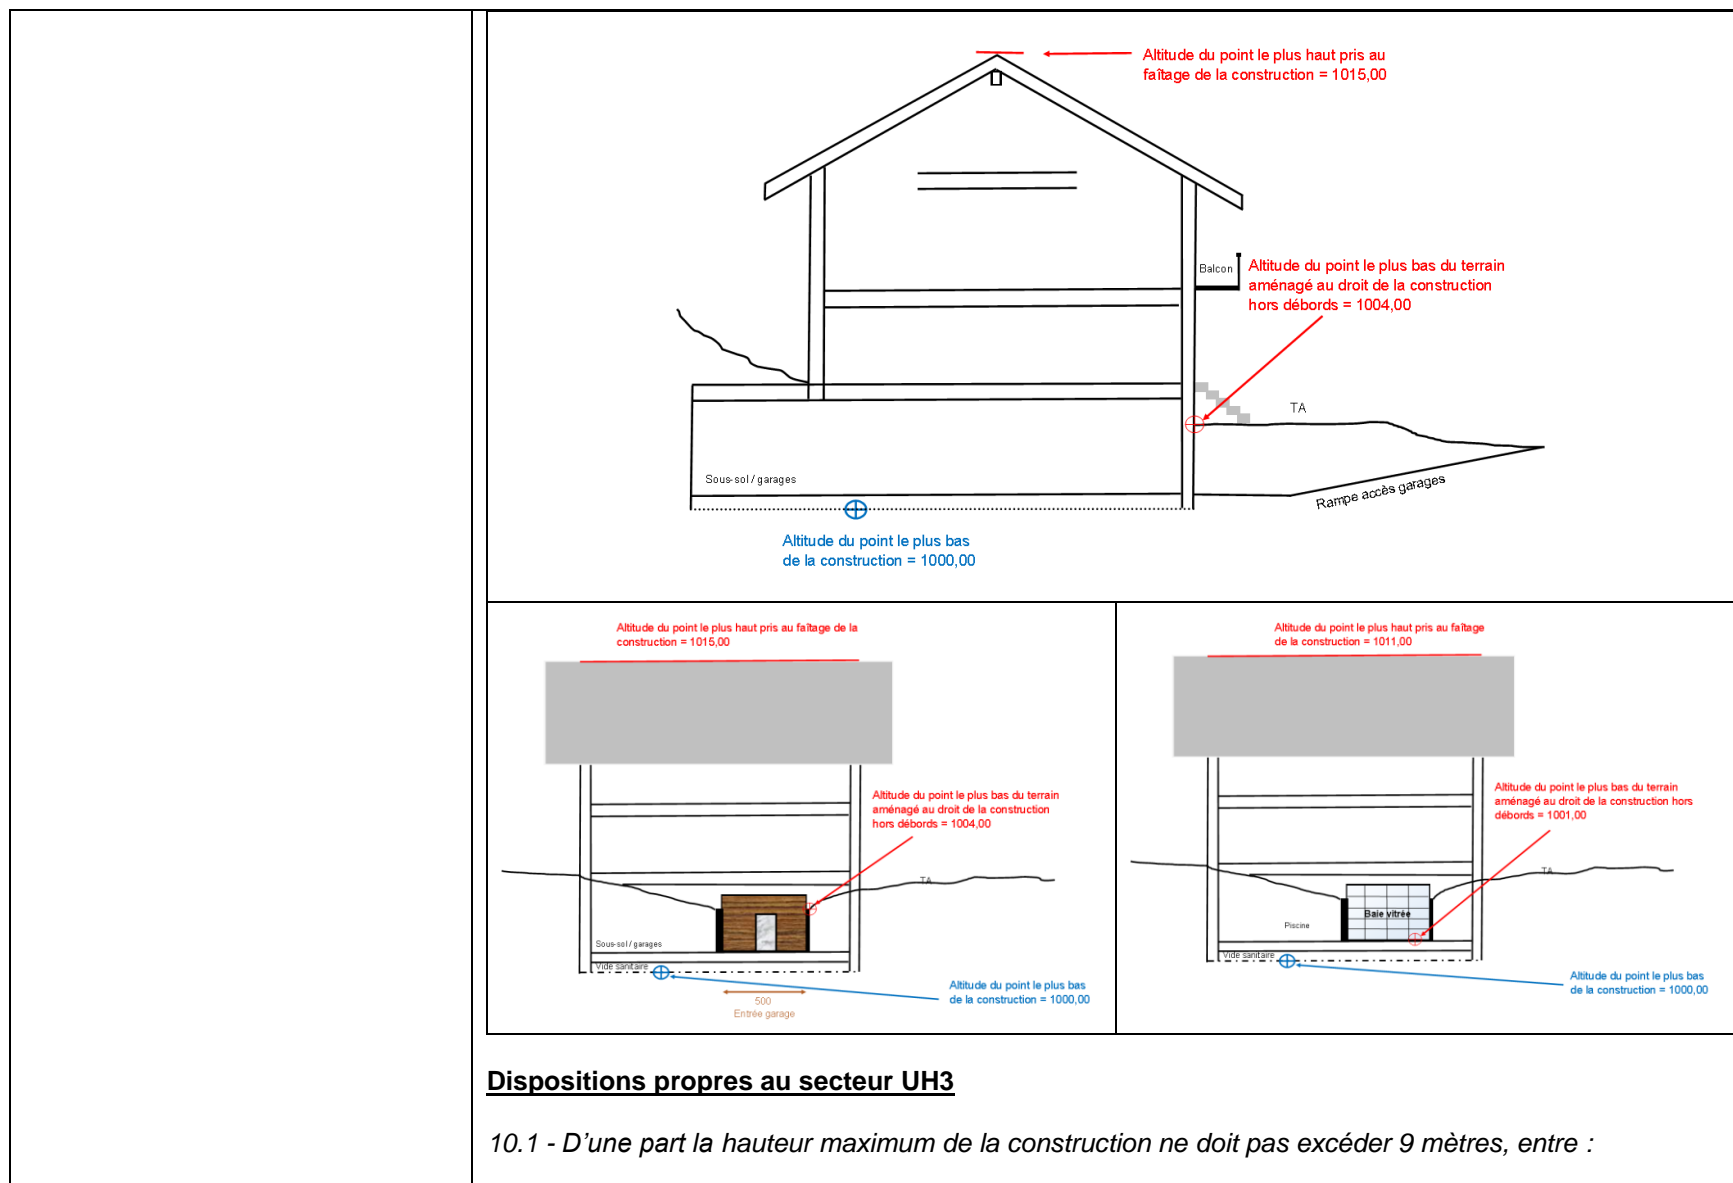 Altitude du point le plus haut pris au
faîtage de la construction = 1015,00
Balcon
Altitude du point le plus bas du terrain
aménagé au droit de la construction
hors débords = 1004,00
TA
Sous-sol / garages
Rampe accès garages
Altitude du point le plus bas
de la construction = 1000,00
Altitude du point le plus haut pris au faîtage de la
construction = 1015,00
Altitude du point le plus bas du terrain
aménagé au droit de la construction
hors débords = 1004,00
TA
Sous-sol / garages
Vide sanitaire
Altitude du point le plus bas
de la construction = 1000,00
500
Entrée garage
Altitude du point le plus haut pris au faîtage
de la construction = 1011,00
Altitude du point le plus bas du terrain
aménagé au droit de la construction hors
débords = 1001,00
TA
Baie vitrée
Piscine
Vide sanitaire
Altitude du point le plus bas
de la construction = 1000,00
Dispositions propres au secteur UH3
10.1 - D'une part la hauteur maximum de la construction ne doit pas excéder 9 mètres, entre :